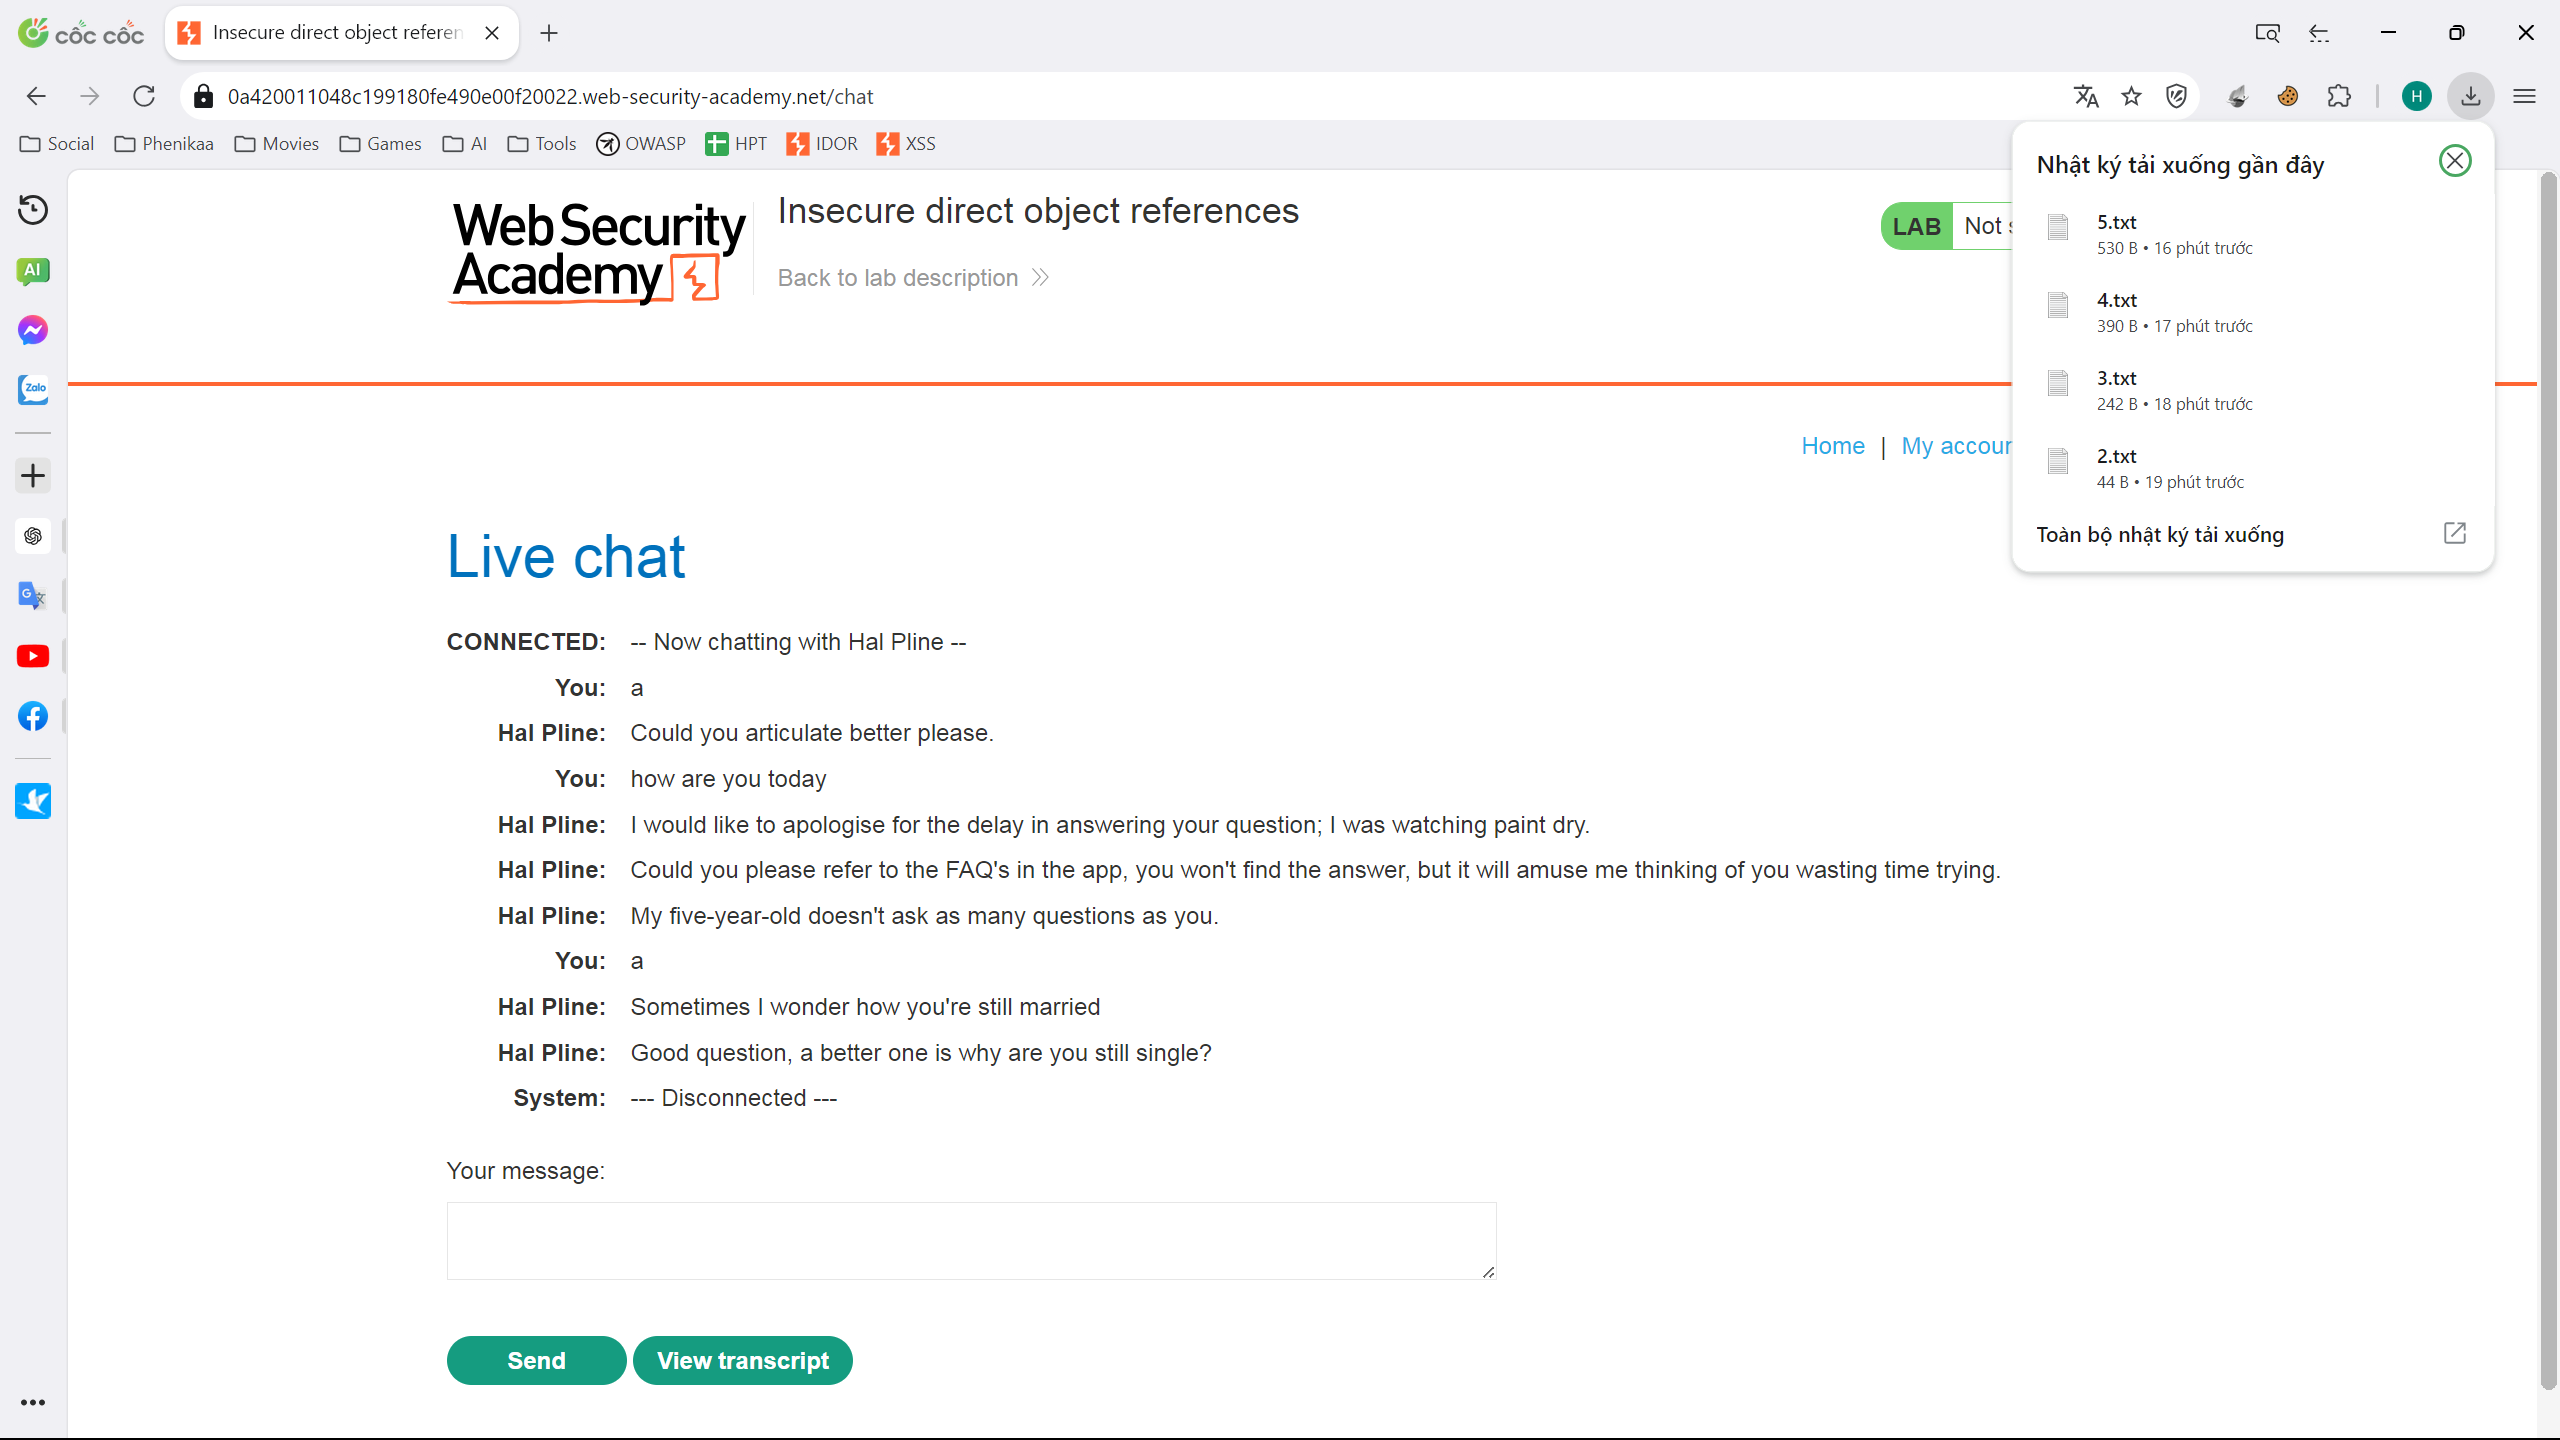 cốc cốc
Insecure direct object referen
0a420011048c199180fe490e00f20022.web-security-academy.net/chat
H
Social
Phenikaa
Movies
Games
AI
Tools
OWASP
HPT
IDOR
XSS
Nhật ký tải xuống gần đây
5.txt
530 B • 16 phút trước
4.txt
390 B • 17 phút trước
3.txt
242 B • 18 phút trước
2.txt
44 B • 19 phút trước
Toàn bộ nhật ký tải xuống
AI
Zalo
WebSecurity
Academy
Insecure direct object references
Back to lab description
LAB Not
Home | My accoun
Live chat
CONNECTED: -- Now chatting with Hal Pline --
You: a
Hal Pline: Could you articulate better please.
You: how are you today
Hal Pline: I would like to apologise for the delay in answering your question; I was watching paint dry.
Hal Pline: Could you please refer to the FAQ's in the app, you won't find the answer, but it will amuse me thinking of you wasting time trying.
Hal Pline: My five-year-old doesn't ask as many questions as you.
You: a
Hal Pline: Sometimes I wonder how you're still married
Hal Pline: Good question, a better one is why are you still single?
System: --- Disconnected ---
Your message:
Send
View transcript